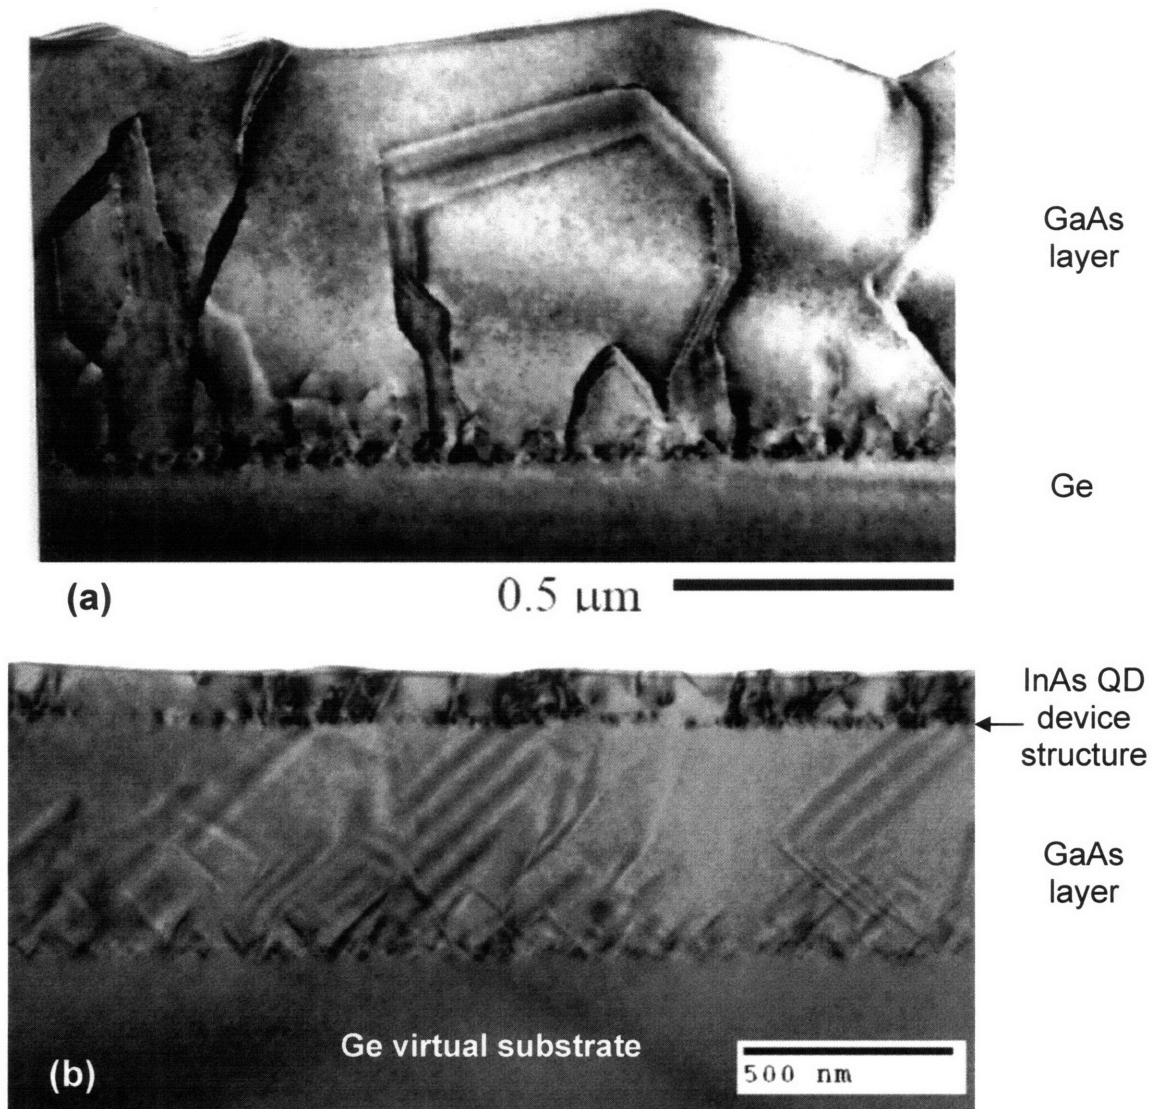 GaAs
layer
Ge
(a)
0.5 μm
InAs QD
device
structure
GaAs
layer
Ge virtual substrate
(b)
500 nm